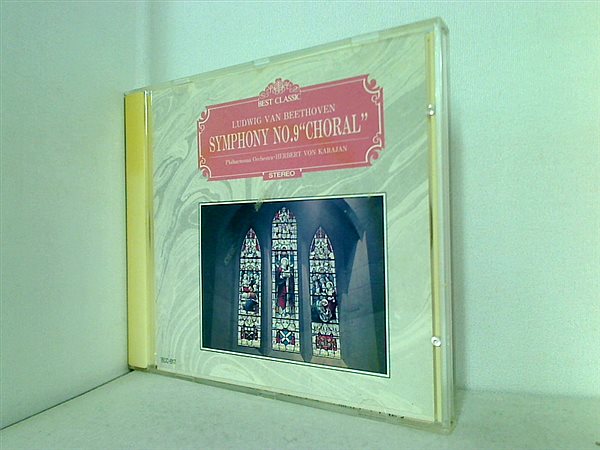 BEST CLASSIC
LUDWIG VAN BEETHOVEN
SYMPHONY NO.9 "CHORAL"
Philharmonia Orchestra·HERBERT VON KARAJAN
STEREO